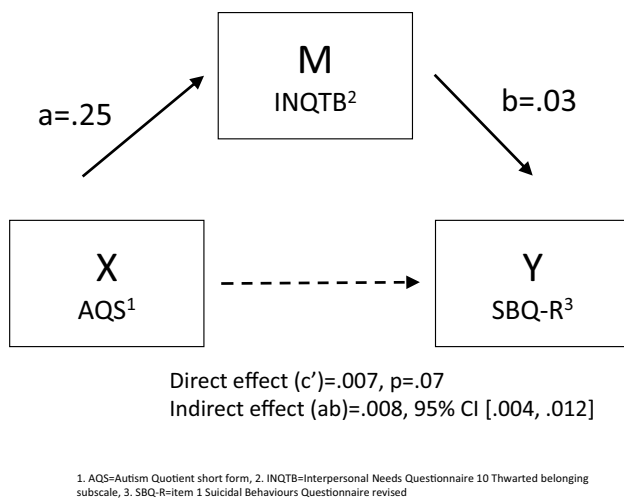 M
INQTB²
a=.25
b=.03
X
AQS¹
Y
SBQ-R³
Direct effect (c’)=.007, p=.07
Indirect effect (ab)=.008, 95% CI [.004, .012]
1. AQS=Autism Quotient short form, 2. INQTB=Interpersonal Needs Questionnaire 10 Thwarted belonging
subscale, 3. SBQ-R=item 1 Suicidal Behaviours Questionnaire revised